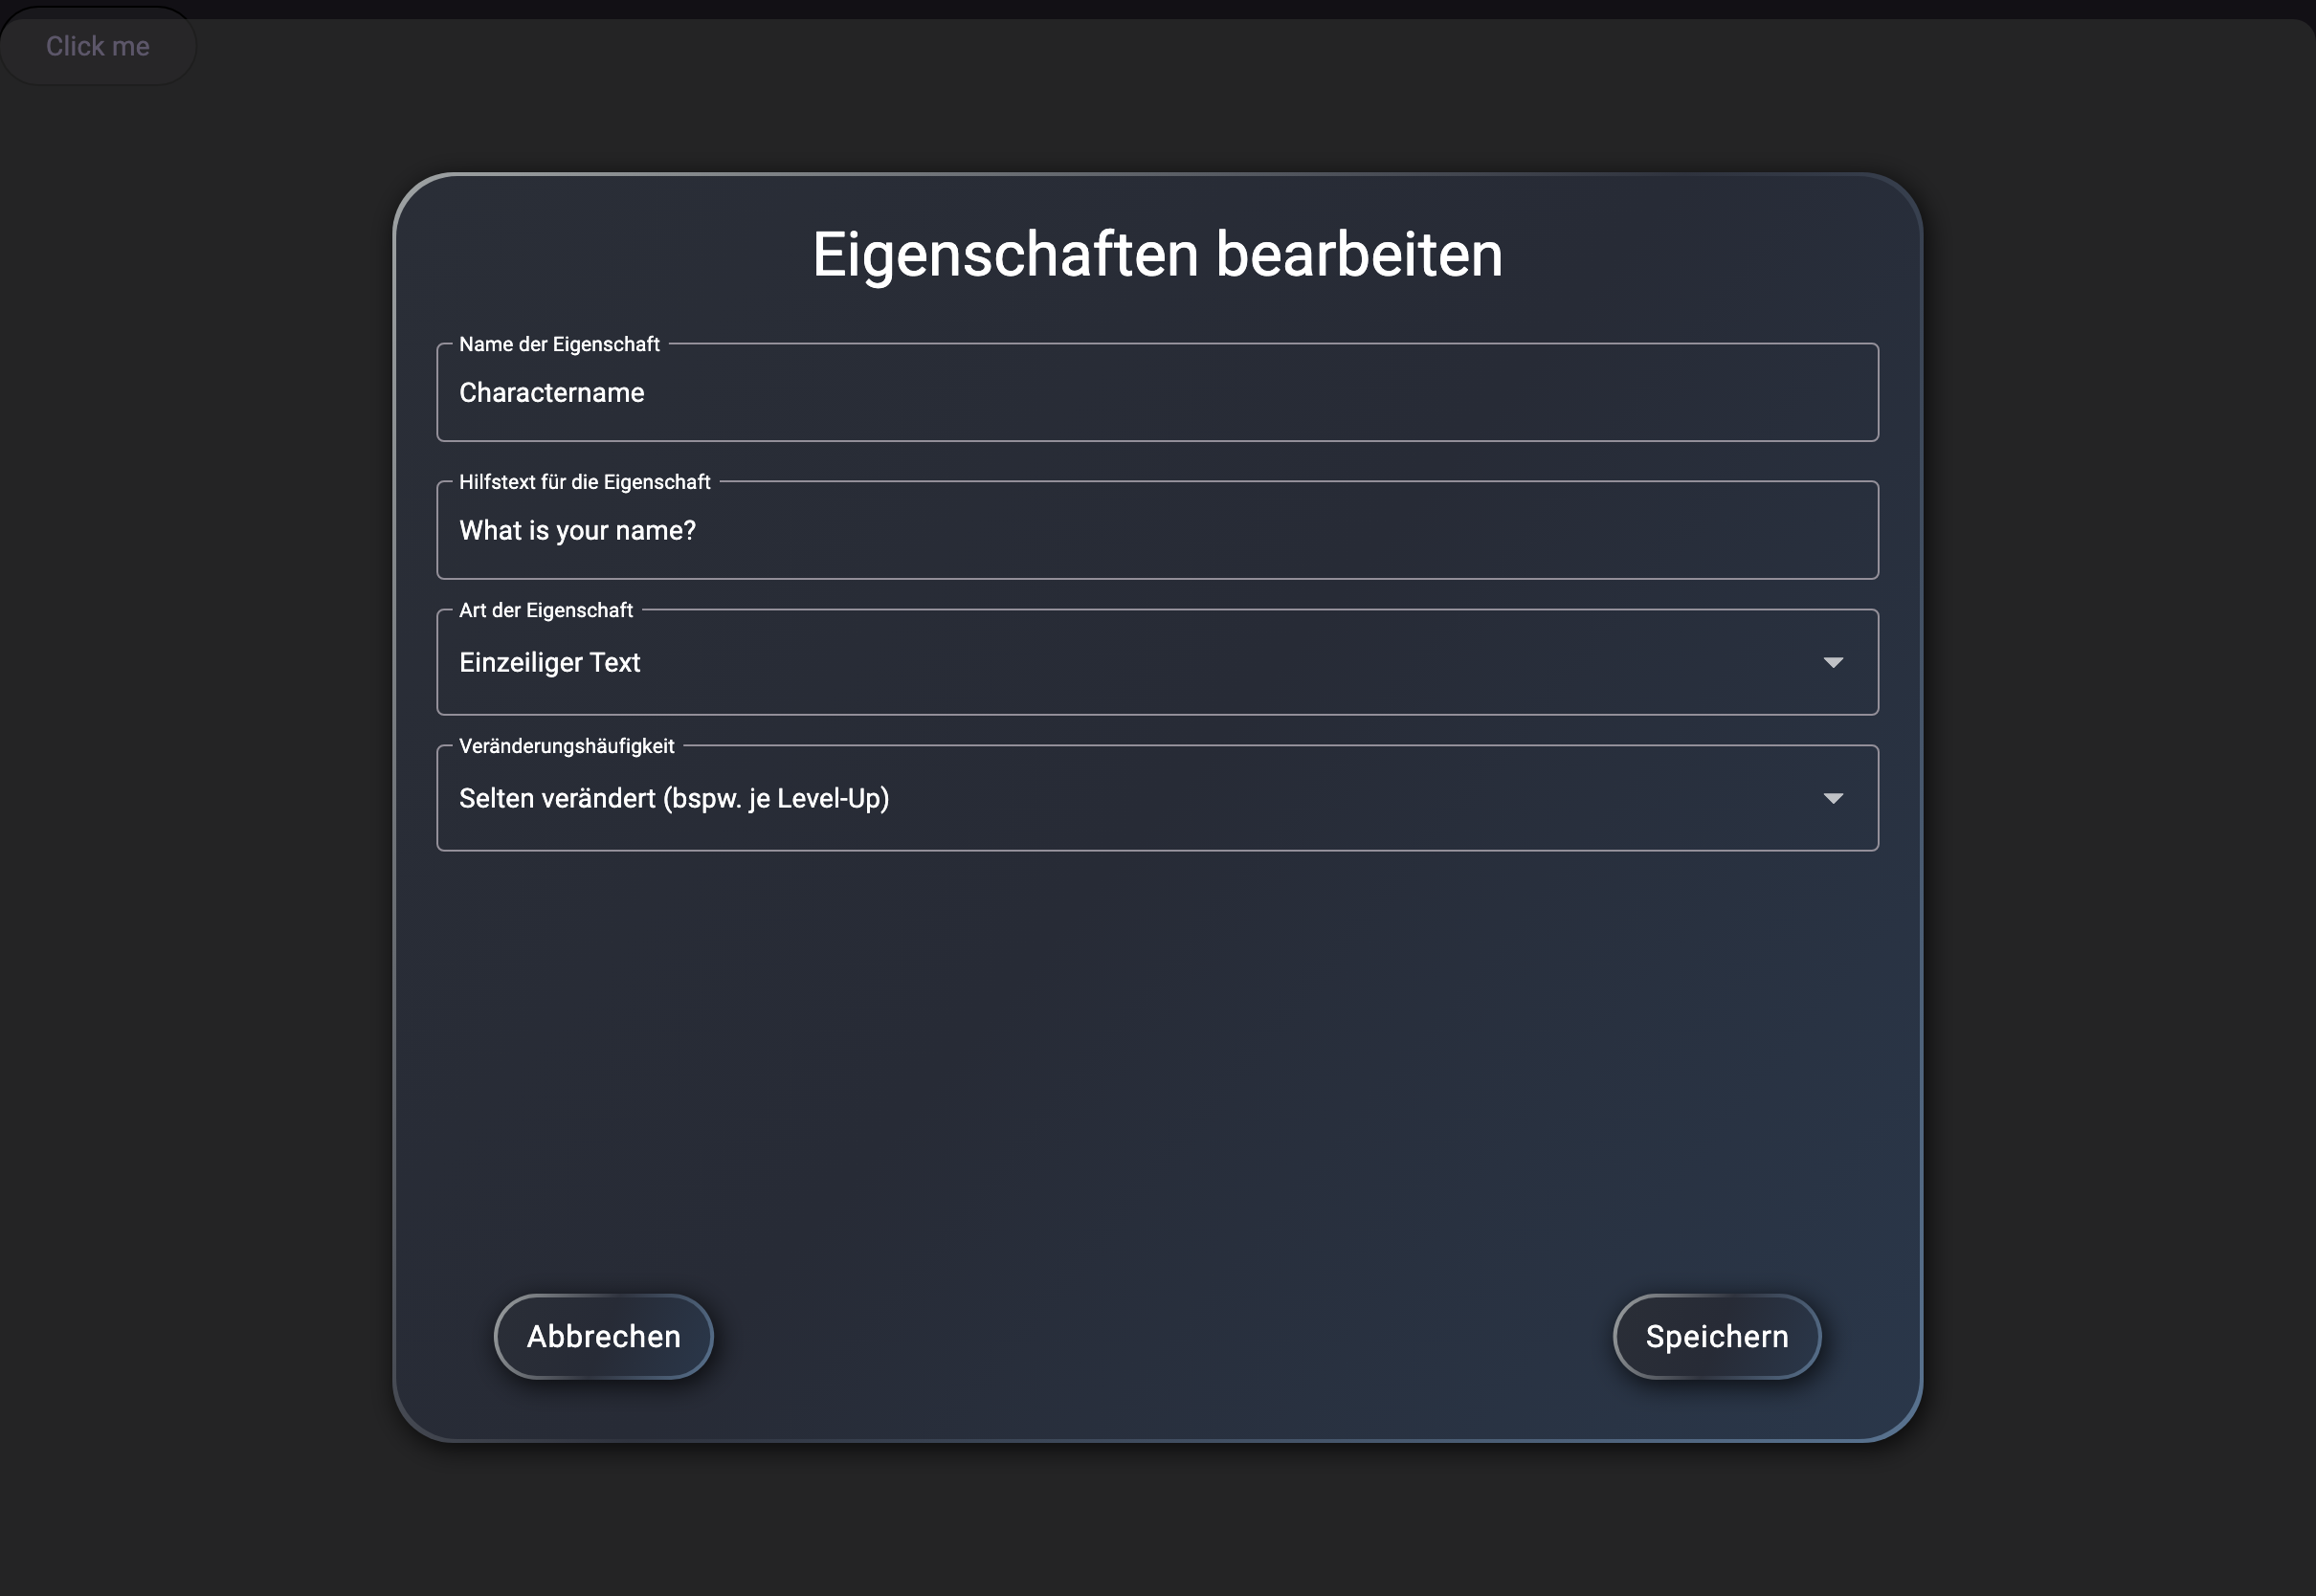 Click me
Eigenschaften bearbeiten
Name der Eigenschaft
Charactername
Hilfstext für die Eigenschaft
What is your name?
Art der Eigenschaft
Einzeiliger Text
Veränderungshäufigkeit
Selten verändert (bspw. je Level-Up)
Abbrechen
Speichern